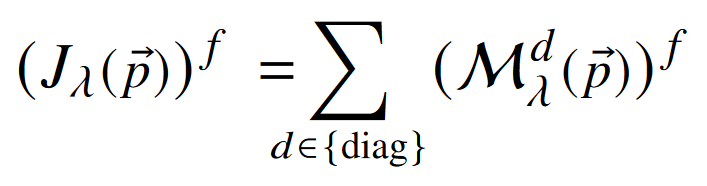 (J_λ(p⃗))^f = ∑_{d∈{diag}} (ℳ^d_λ(p⃗))^f